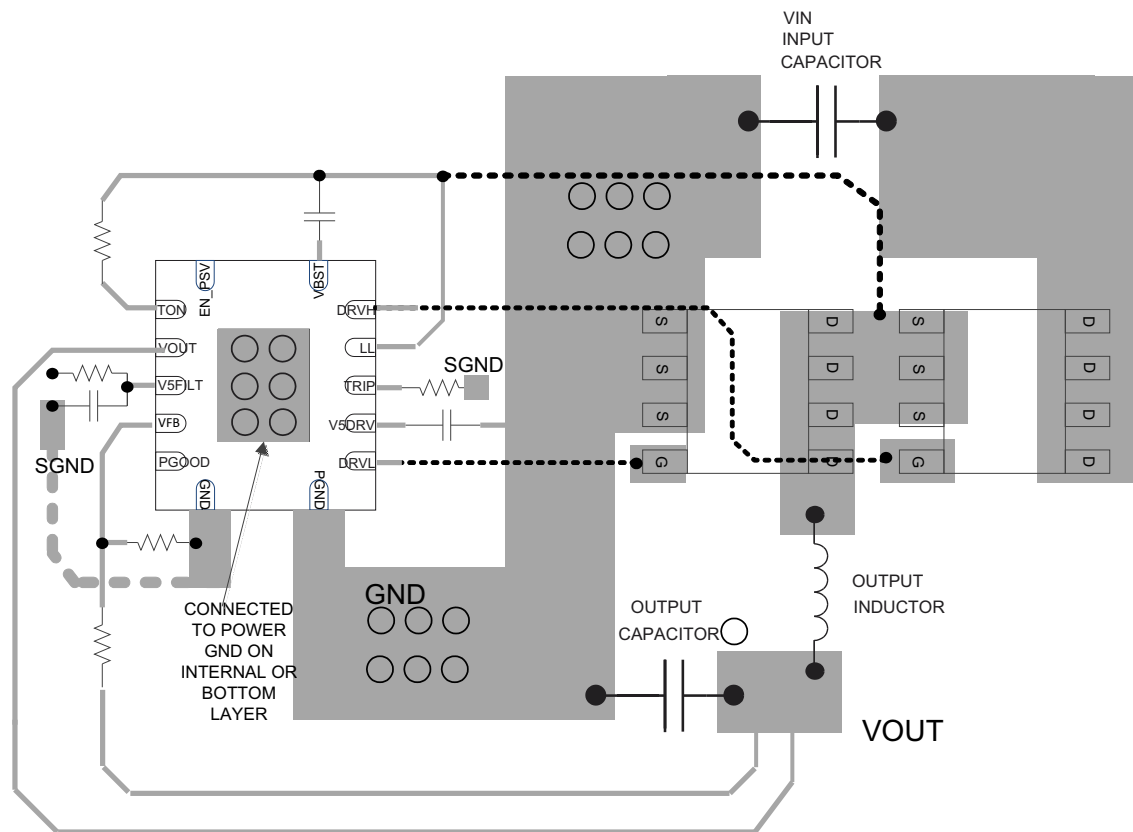 VIN
INPUT
CAPACITOR
EN_PSV
VBST
TON
DRVH
VOUT
LL
SGND
V5FILT
TRIP
VFB
V5DRV
SGND
PGOOD
DRVL
GND
PGND
S
D
S
D
S
D
S
D
S
D
S
D
G
D
G
D
CONNECTED
TO POWER
GND ON
INTERNAL OR
BOTTOM
LAYER
GND
OUTPUT
CAPACITOR
OUTPUT
INDUCTOR
VOUT